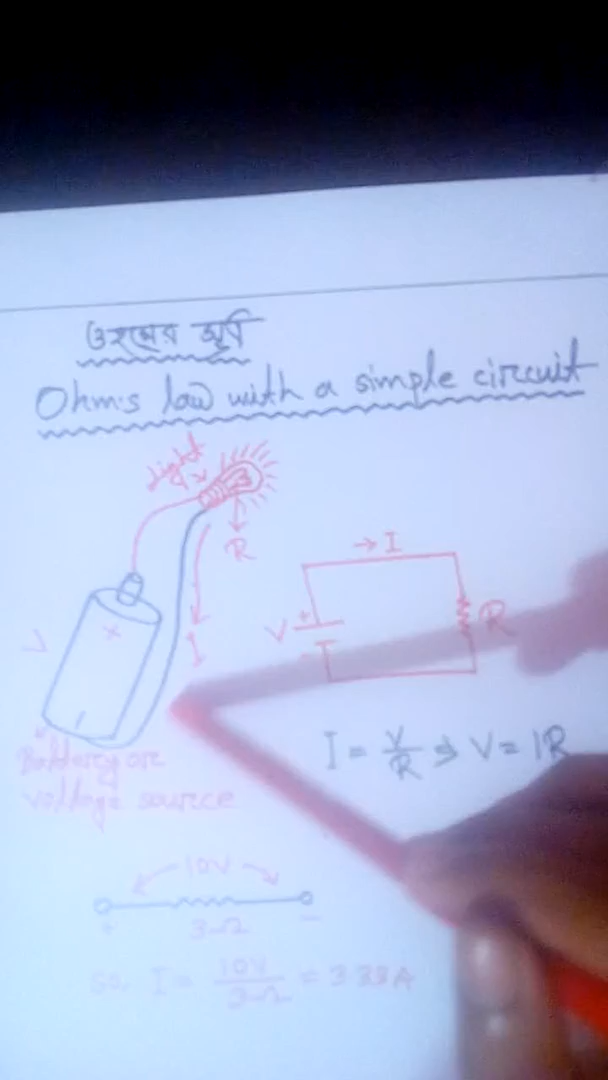 ওহমের সূত্র
Ohm's law with a simple circuit
Light
R
I
V
+
Battery or
voltage source
→ I
+
V
R
I = V/R ⇒ V = IR
10V
+ −
3Ω
so, I = 10V/3Ω = 3.33A